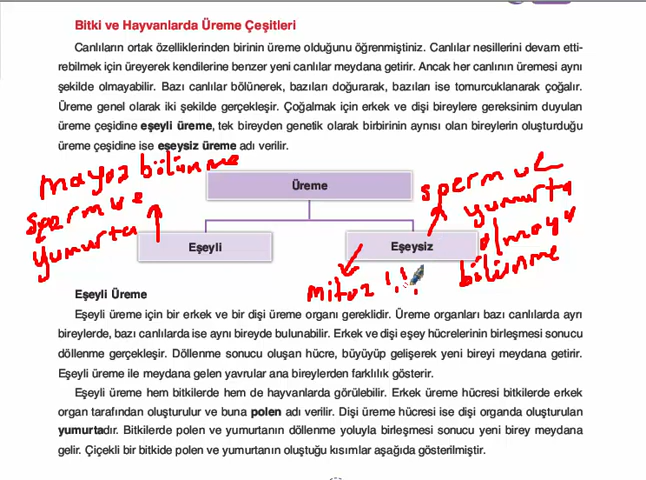 Bitki ve Hayvanlarda Üreme Çeşitleri
Canlıların ortak özelliklerinden birinin üreme olduğunu öğrenmiştiniz. Canlılar nesillerini devam etti-
rebilmek için üreyerek kendilerine benzer yeni canlılar meydana getirir. Ancak her canlının üremesi aynı
şekilde olmayabilir. Bazı canlılar bölünerek, bazıları doğurarak, bazıları ise tomurcuklanarak çoğalır.
Üreme genel olarak iki şekilde gerçekleşir. Çoğalmak için erkek ve dişi bireylere gereksinim duyulan
üreme çeşidine eşeyli üreme, tek bireyden genetik olarak birbirinin aynısı olan bireylerin oluşturduğu
üreme çeşidine ise eşeysiz üreme adı verilir.
mayoz bölünme
sperm ve
yumurta
Üreme
sperm ve
yumurta
olmayı
bölünme
Eşeyli
Eşeysiz
mitoz !!!
Eşeyli Üreme
Eşeyli üreme için bir erkek ve bir dişi üreme organı gereklidir. Üreme organları bazı canlılarda ayrı
bireylerde, bazı canlılarda ise aynı bireyde bulunabilir. Erkek ve dişi eşey hücrelerinin birleşmesi sonucu
döllenme gerçekleşir. Döllenme sonucu oluşan hücre, büyüyüp gelişerek yeni bireyi meydana getirir.
Eşeyli üreme ile meydana gelen yavrular ana bireylerden farklılık gösterir.
Eşeyli üreme hem bitkilerde hem de hayvanlarda görülebilir. Erkek üreme hücresi bitkilerde erkek
organ tarafından oluşturulur ve buna polen adı verilir. Dişi üreme hücresi ise dişi organda oluşturulan
yumurtadır. Bitkilerde polen ve yumurtanın döllenme yoluyla birleşmesi sonucu yeni birey meydana
gelir. Çiçekli bir bitkide polen ve yumurtanın oluştuğu kısımlar aşağıda gösterilmiştir.